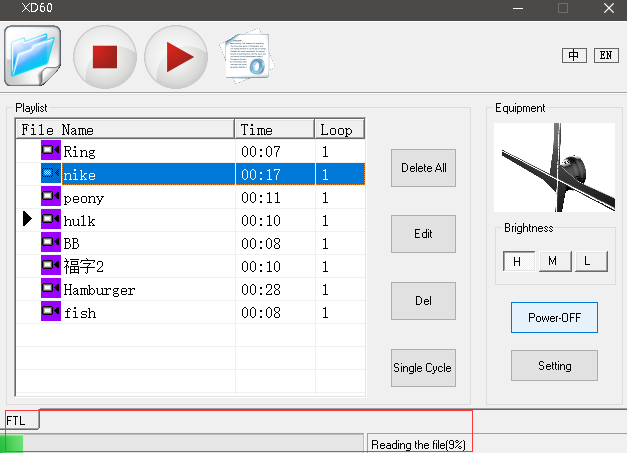 XD60
中 EN
Playlist
File Name Time Loop
Ring 00:07 1
nike 00:17 1
peony 00:11 1
hulk 00:10 1
BB 00:08 1
福字2 00:10 1
Hamburger 00:28 1
fish 00:08 1
Delete All
Edit
Del
Single Cycle
Equipment
Brightness
H M L
Power-OFF
Setting
FTL
Reading the file(9%)